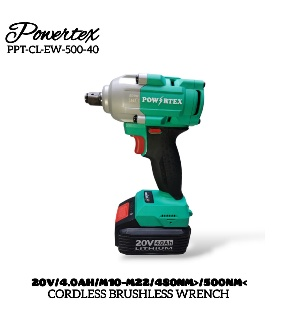 Powertex
PPT-CL-EW-500-40
POWERTEX
20V 4.0Ah
LITHIUM
20V/4.0AH/M10-M22/480NM>/500NM<
CORDLESS BRUSHLESS WRENCH